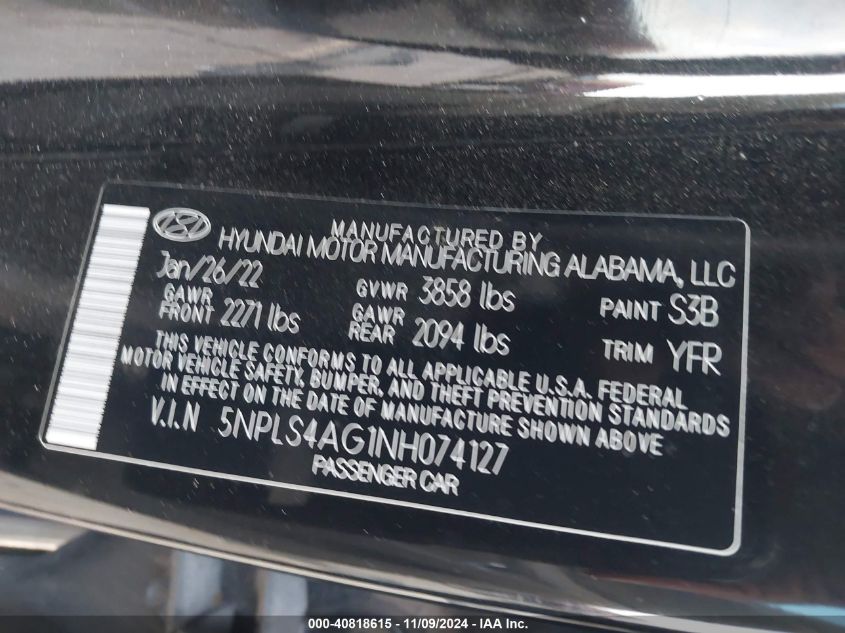 MANUFACTURED BY
HYUNDAI MOTOR MANUFACTURING ALABAMA, LLC
Jan/26/22 GVWR 3858 lbs PAINT S3B
GAWR FRONT 2271 lbs GAWR REAR 2094 lbs TRIM YFR
THIS VEHICLE CONFORMS TO ALL APPLICABLE U.S.A. FEDERAL
MOTOR VEHICLE SAFETY, BUMPER, AND THEFT PREVENTION STANDARDS
IN EFFECT ON THE DATE OF MANUFACTURE SHOWN ABOVE
V.I.N 5NPLS4AG1NH074127
PASSENGER CAR
000-40818615 - 11/09/2024 - IAA Inc.